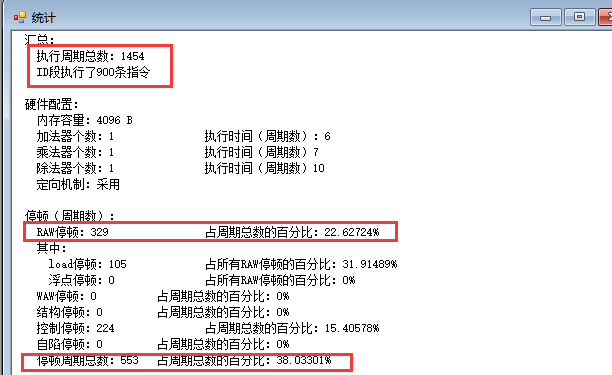 统计
汇总:
执行周期总数: 1454
ID段执行了900条指令
硬件配置:
内存容量: 4096 B
加法器个数: 1 执行时间(周期数): 6
乘法器个数: 1 执行时间(周期数) 7
除法器个数: 1 执行时间(周期数) 10
定向机制: 采用
停顿(周期数):
RAW停顿: 329 占周期总数的百分比: 22.62724%
其中:
load停顿: 105 占所有RAW停顿的百分比: 31.91489%
浮点停顿: 0 占所有RAW停顿的百分比: 0%
WAW停顿: 0 占周期总数的百分比: 0%
结构停顿: 0 占周期总数的百分比: 0%
控制停顿: 224 占周期总数的百分比: 15.40578%
自陷停顿: 0 占周期总数的百分比: 0%
停顿周期总数: 553 占周期总数的百分比: 38.03301%